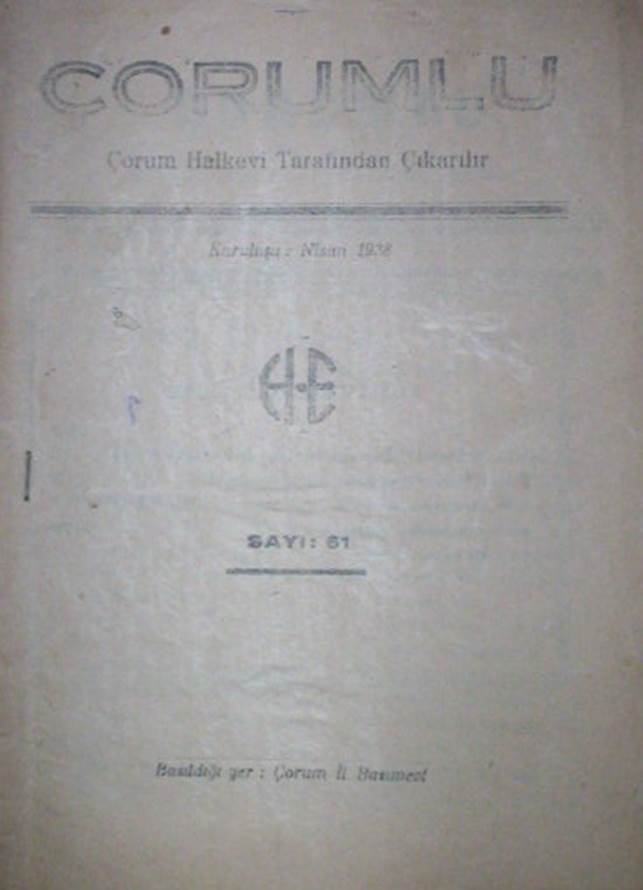 ÇORUMLU
Çorum Halkevi Tarafından Çıkarılır
Kuruluşu : Nisan 1938
H.E
SAYI: 61
Basıldığı yer : Çorum İl Basımevi